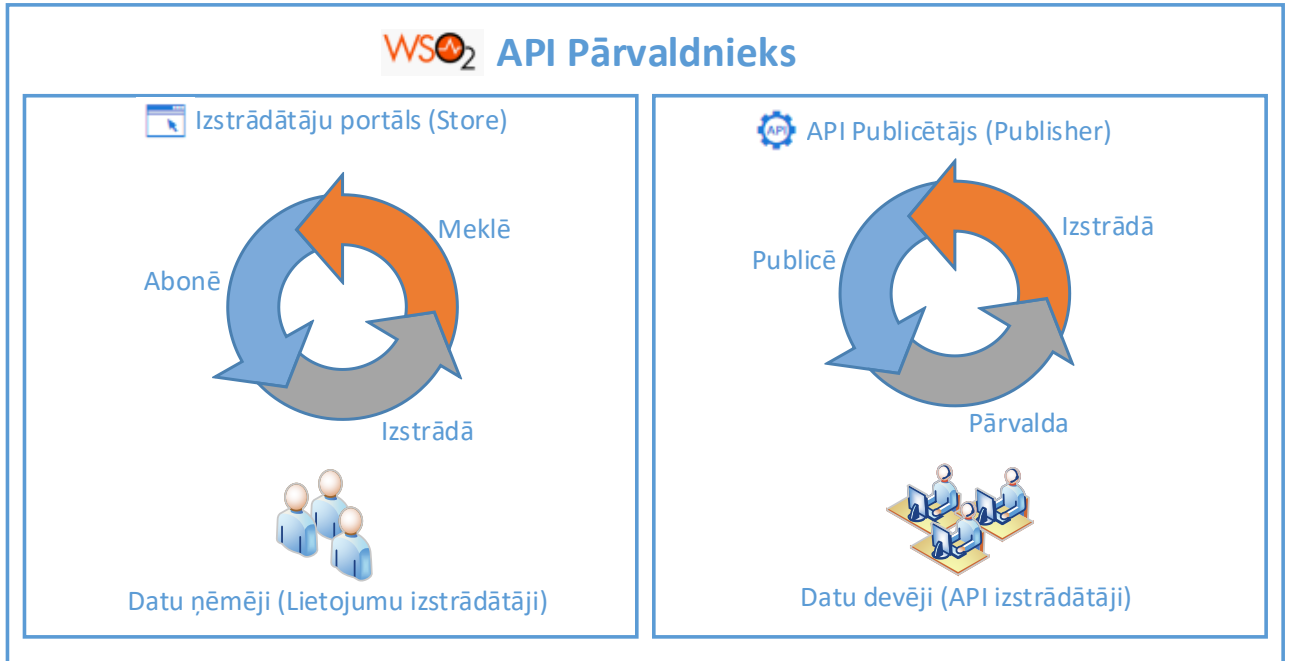 WSO2 API Pārvaldnieks
Izstrādātāju portāls (Store)
Meklē
Abonē
Izstrādā
Datu ņēmēji (Lietojumu izstrādātāji)
API
API Publicētājs (Publisher)
Izstrādā
Publicē
Pārvalda
Datu devēji (API izstrādātāji)